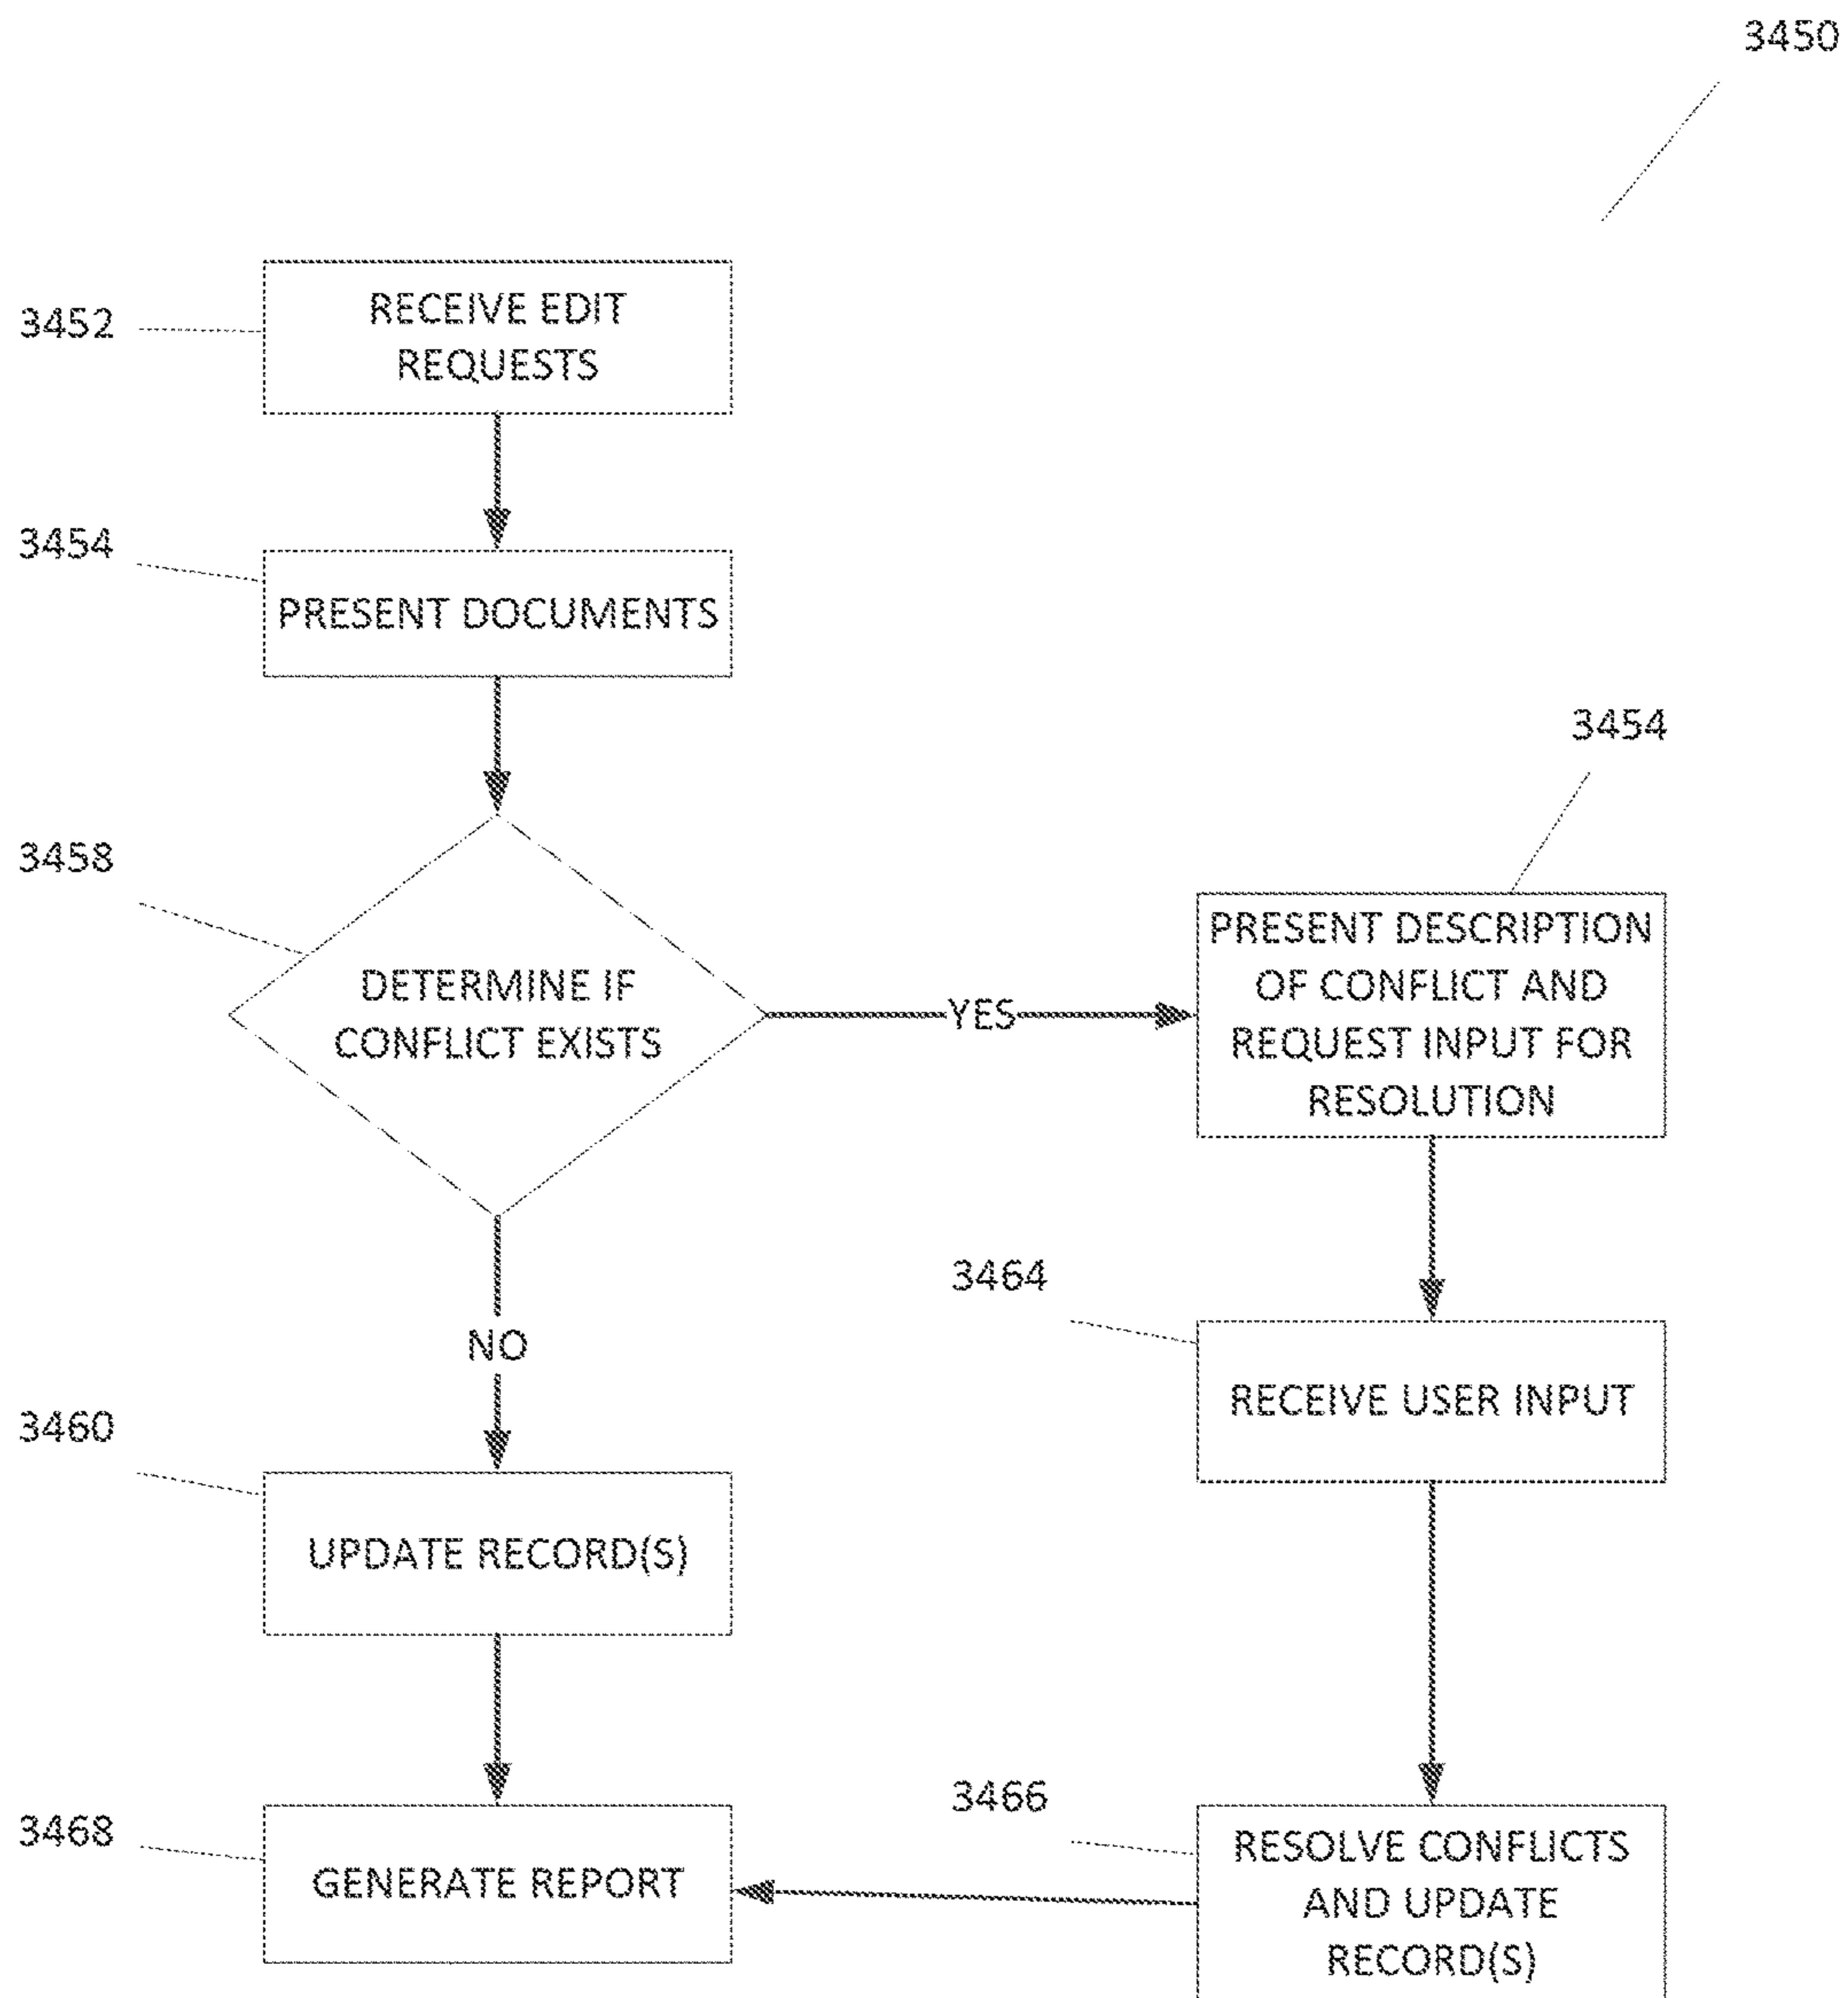 3450
3452
RECEIVE EDIT
REQUESTS
3454
PRESENT DOCUMENTS
3458
DETERMINE IF
CONFLICT EXISTS
YES
3454
PRESENT DESCRIPTION
OF CONFLICT AND
REQUEST INPUT FOR
RESOLUTION
NO
3464
RECEIVE USER INPUT
3460
UPDATE RECORD(S)
3466
RESOLVE CONFLICTS
AND UPDATE
RECORD(S)
3468
GENERATE REPORT